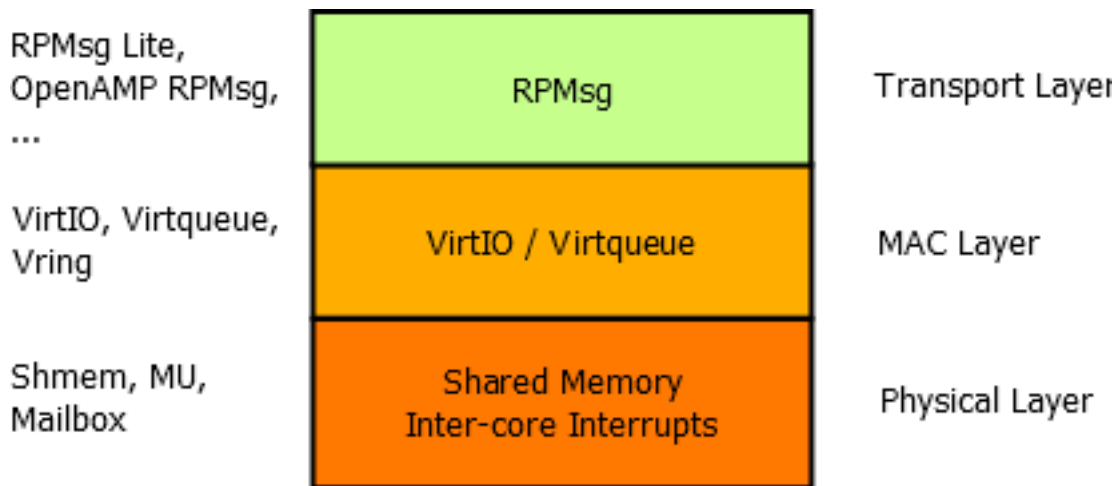 RPMsg Lite,
OpenAMP RPMsg,
...
RPMsg
Transport Layer
VirtIO, Virtqueue,
Vring
VirtIO / Virtqueue
MAC Layer
Shmem, MU,
Mailbox
Shared Memory
Inter-core Interrupts
Physical Layer